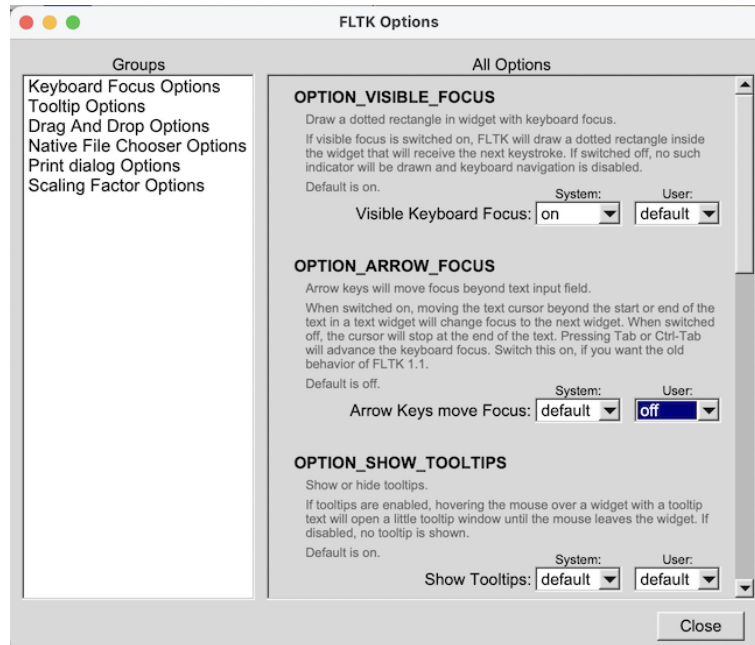 FLTK Options
Groups
Keyboard Focus Options
Tooltip Options
Drag And Drop Options
Native File Chooser Options
Print dialog Options
Scaling Factor Options
All Options
OPTION_VISIBLE_FOCUS
Draw a dotted rectangle in widget with keyboard focus.
If visible focus is switched on, FLTK will draw a dotted rectangle inside
the widget that will receive the next keystroke. If switched off, no such
indicator will be drawn and keyboard navigation is disabled.
Default is on.
System: User:
Visible Keyboard Focus: on default
OPTION_ARROW_FOCUS
Arrow keys will move focus beyond text input field.
When switched on, moving the text cursor beyond the start or end of the
text in a text widget will change focus to the next widget. When switched
off, the cursor will stop at the end of the text. Pressing Tab or Ctrl-Tab
will advance the keyboard focus. Switch this on, if you want the old
behavior of FLTK 1.1.
Default is off.
System: User:
Arrow Keys move Focus: default off
OPTION_SHOW_TOOLTIPS
Show or hide tooltips.
If tooltips are enabled, hovering the mouse over a widget with a tooltip
text will open a little tooltip window until the mouse leaves the widget. If
disabled, no tooltip is shown.
Default is on.
System: User:
Show Tooltips: default default
Close